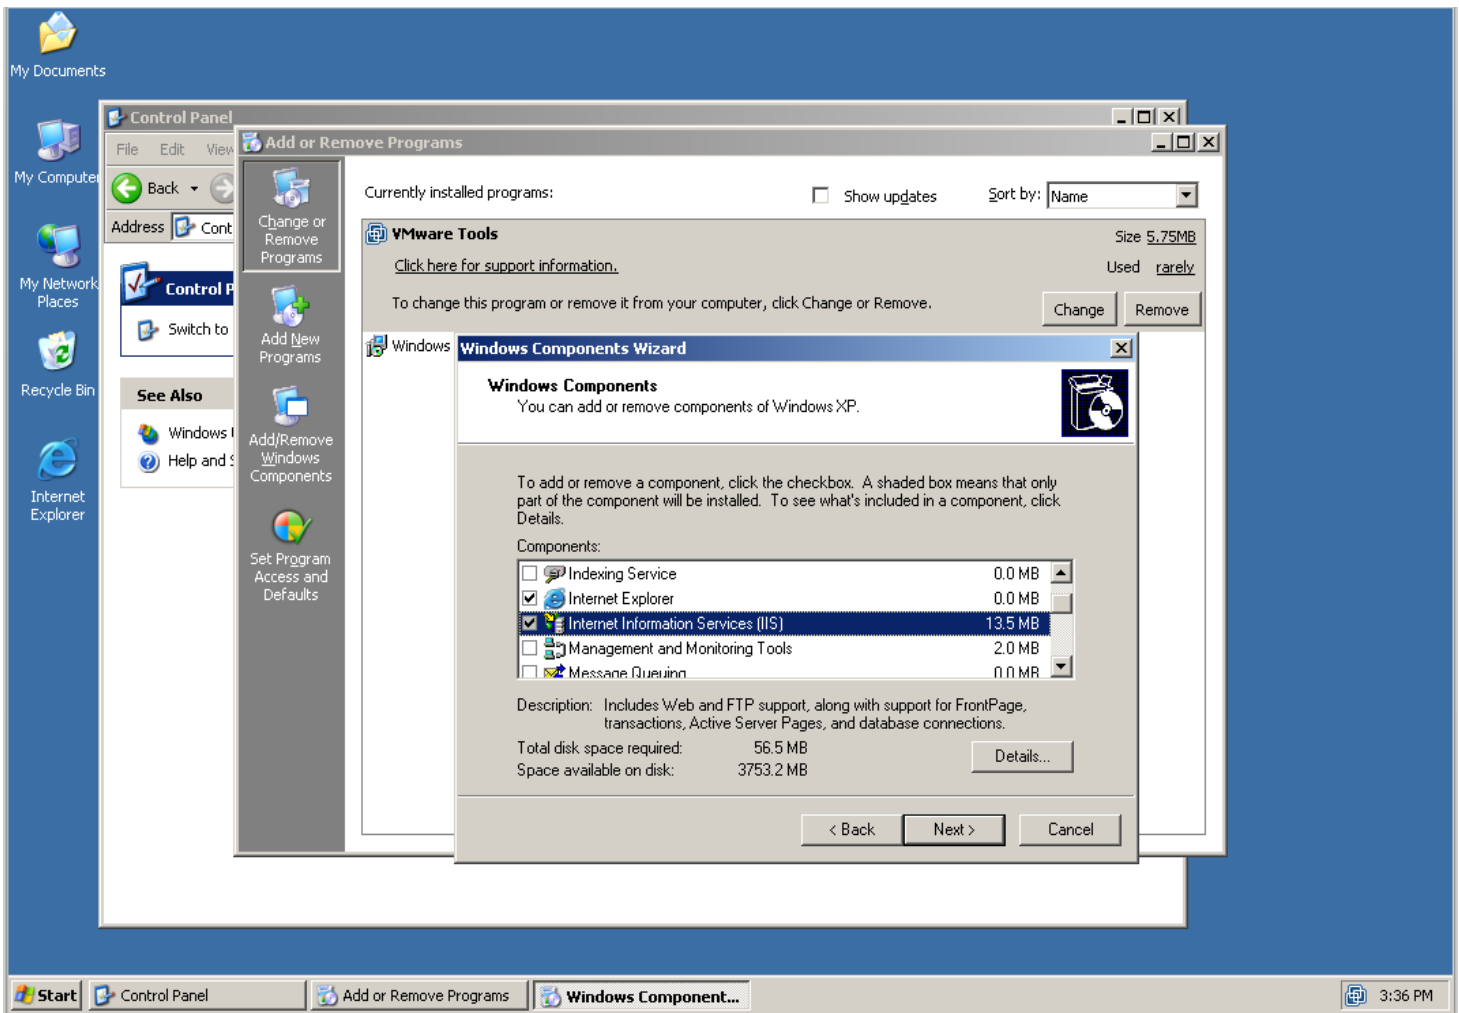 My Documents
My Computer
My Network
Places
Recycle Bin
Internet
Explorer
Control Panel
File Edit View
Back
Address Cont
Control P
Switch to
See Also
Windows
Help and S
Add or Remove Programs
Change or
Remove
Programs
Add New
Programs
Add/Remove
Windows
Components
Set Program
Access and
Defaults
Currently installed programs:
Show updates
Sort by: Name
VMware Tools
Size 5.75MB
Click here for support information.
Used rarely
To change this program or remove it from your computer, click Change or Remove.
Change Remove
Windows
Windows Components Wizard
Windows Components
You can add or remove components of Windows XP.
To add or remove a component, click the checkbox. A shaded box means that only
part of the component will be installed. To see what's included in a component, click
Details.
Components:
Indexing Service 0.0 MB
Internet Explorer 0.0 MB
Internet Information Services (IIS) 13.5 MB
Management and Monitoring Tools 2.0 MB
Message Queuing 0.0 MB
Description: Includes Web and FTP support, along with support for FrontPage,
transactions, Active Server Pages, and database connections.
Total disk space required: 56.5 MB
Space available on disk: 3753.2 MB
Details...
< Back Next > Cancel
Start Control Panel Add or Remove Programs Windows Component... 3:36 PM